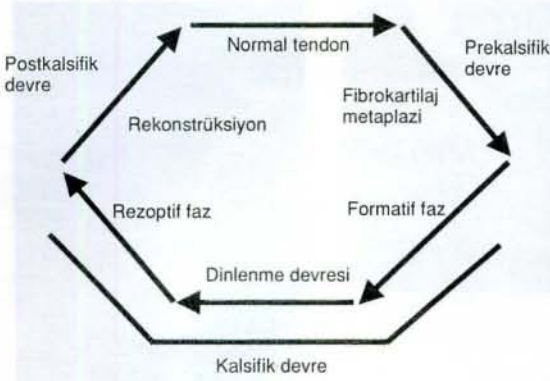 Normal tendon
Prekalsifik
devre
Postkalsifik
devre
Fibrokartilaj
metaplazi
Rekonstrüksiyon
Rezoptif faz
Formatif faz
Dinlenme devresi
Kalsifik devre